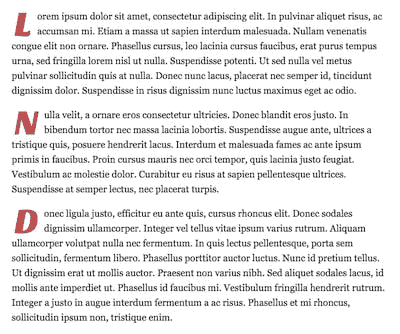 Lorem ipsum dolor sit amet, consectetur adipiscing elit. In pulvinar aliquet risus, ac
accumsan mi. Etiam a massa ut sapien interdum malesuada. Nullam venenatis
congue elit non ornare. Phasellus cursus, leo lacinia cursus faucibus, erat purus tempus
urna, sed fringilla lorem nisl ut nulla. Suspendisse potenti. Ut sed nulla vel metus
pulvinar sollicitudin quis at nulla. Donec nunc lacus, placerat nec semper id, tincidunt
dignissim dolor. Suspendisse in risus dignissim nunc luctus maximus eget ac odio.
Nulla velit, a ornare eros consectetur ultricies. Donec blandit eros justo. In
bibendum tortor nec massa lacinia lobortis. Suspendisse augue ante, ultrices a
tristique quis, posuere hendrerit lacus. Interdum et malesuada fames ac ante ipsum
primis in faucibus. Proin cursus mauris nec orci tempor, quis lacinia justo feugiat.
Vestibulum ac molestie dolor. Curabitur eu risus at sapien pellentesque ultrices.
Suspendisse at semper lectus, nec placerat turpis.
Donec ligula justo, efficitur eu ante quis, cursus rhoncus elit. Donec sodales
dignissim ullamcorper. Integer vel tellus vitae ipsum varius rutrum. Aliquam
ullamcorper volutpat nulla nec fermentum. In quis lectus pellentesque, porta sem
sollicitudin, fermentum libero. Phasellus porttitor auctor luctus. Nunc id pretium tellus.
Ut dignissim erat ut mollis auctor. Praesent non varius nibh. Sed aliquet sodales lacus, id
mollis ante imperdiet ut. Phasellus id faucibus mi. Vestibulum fringilla hendrerit rutrum.
Integer a justo in augue interdum fermentum a ac risus. Phasellus et mi rhoncus,
sollicitudin ipsum non, tristique enim.